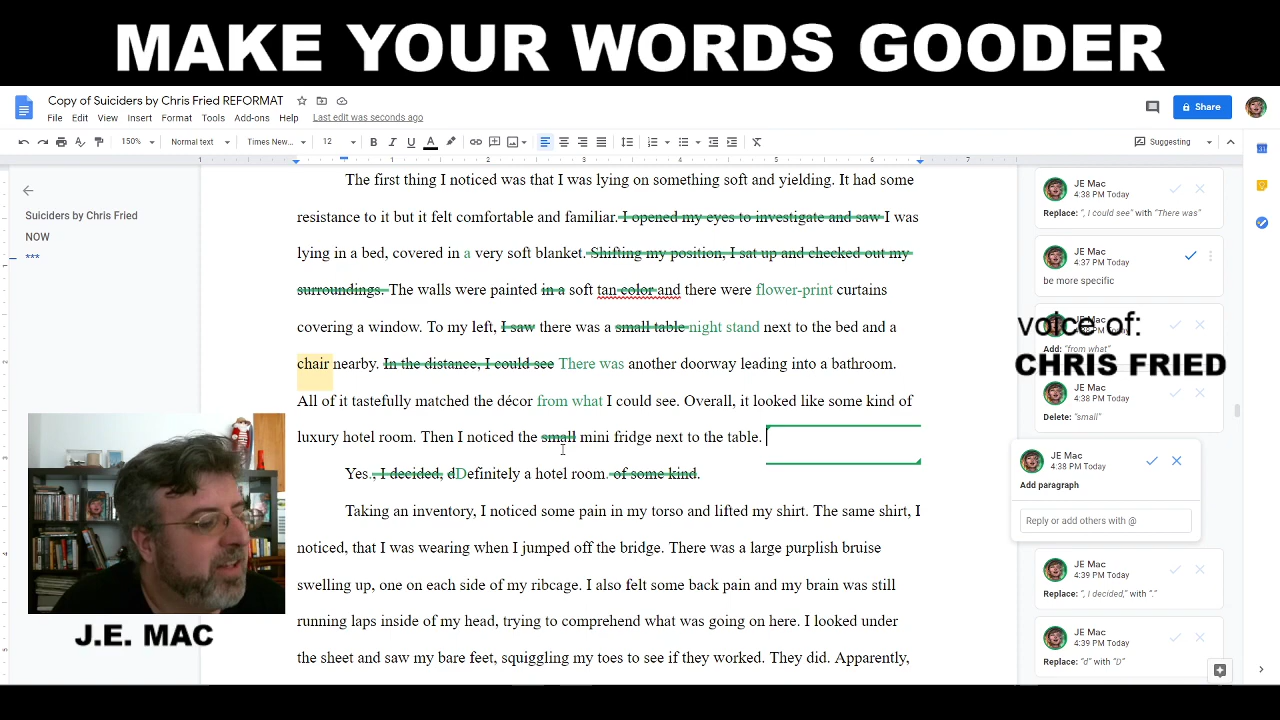 MAKE YOUR WORDS GOODER
Copy of Suiciders by Chris Fried REFORMAT
File Edit View Insert Format Tools Add-ons Help Last edit was seconds ago
Share
150% Normal text Times New... 12 B I U A Suggesting
1 1 2 3 4 5 6 7
Suiciders by Chris Fried
NOW
***
The first thing I noticed was that I was lying on something soft and yielding. It had some
resistance to it but it felt comfortable and familiar. I opened my eyes to investigate and saw I was
lying in a bed, covered in a very soft blanket. Shifting my position, I sat up and checked out my
surroundings. The walls were painted in a soft tan color and there were flower-print curtains
covering a window. To my left, I saw there was a small table night stand next to the bed and a
chair nearby. In the distance, I could see There was another doorway leading into a bathroom.
All of it tastefully matched the décor from what I could see. Overall, it looked like some kind of
luxury hotel room. Then I noticed the small mini fridge next to the table.
Yes., I decided, dDefinitely a hotel room. of some kind.
Taking an inventory, I noticed some pain in my torso and lifted my shirt. The same shirt, I
noticed, that I was wearing when I jumped off the bridge. There was a large purplish bruise
swelling up, one on each side of my ribcage. I also felt some back pain and my brain was still
running laps inside of my head, trying to comprehend what was going on here. I looked under
the sheet and saw my bare feet, squiggling my toes to see if they worked. They did. Apparently,
JE Mac
4:38 PM Today
Replace: ", I could see" with "There was"
JE Mac
4:37 PM Today
be more specific
voice of:
CHRIS FRIED
Add: "from what"
JE Mac
4:38 PM Today
Delete: "small"
JE Mac
4:38 PM Today
Add paragraph
Reply or add others with @
JE Mac
4:39 PM Today
Replace: ", I decided," with "."
JE Mac
4:39 PM Today
Replace: "d" with "D"
J.E. MAC